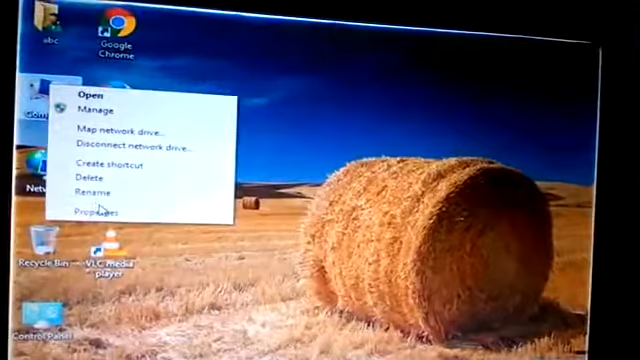 abc
Google
Chrome
Open
Manage
Map network drive...
Disconnect network drive...
Create shortcut
Delete
Rename
Properties
Recycle Bin
VLC media
player
Control Panel